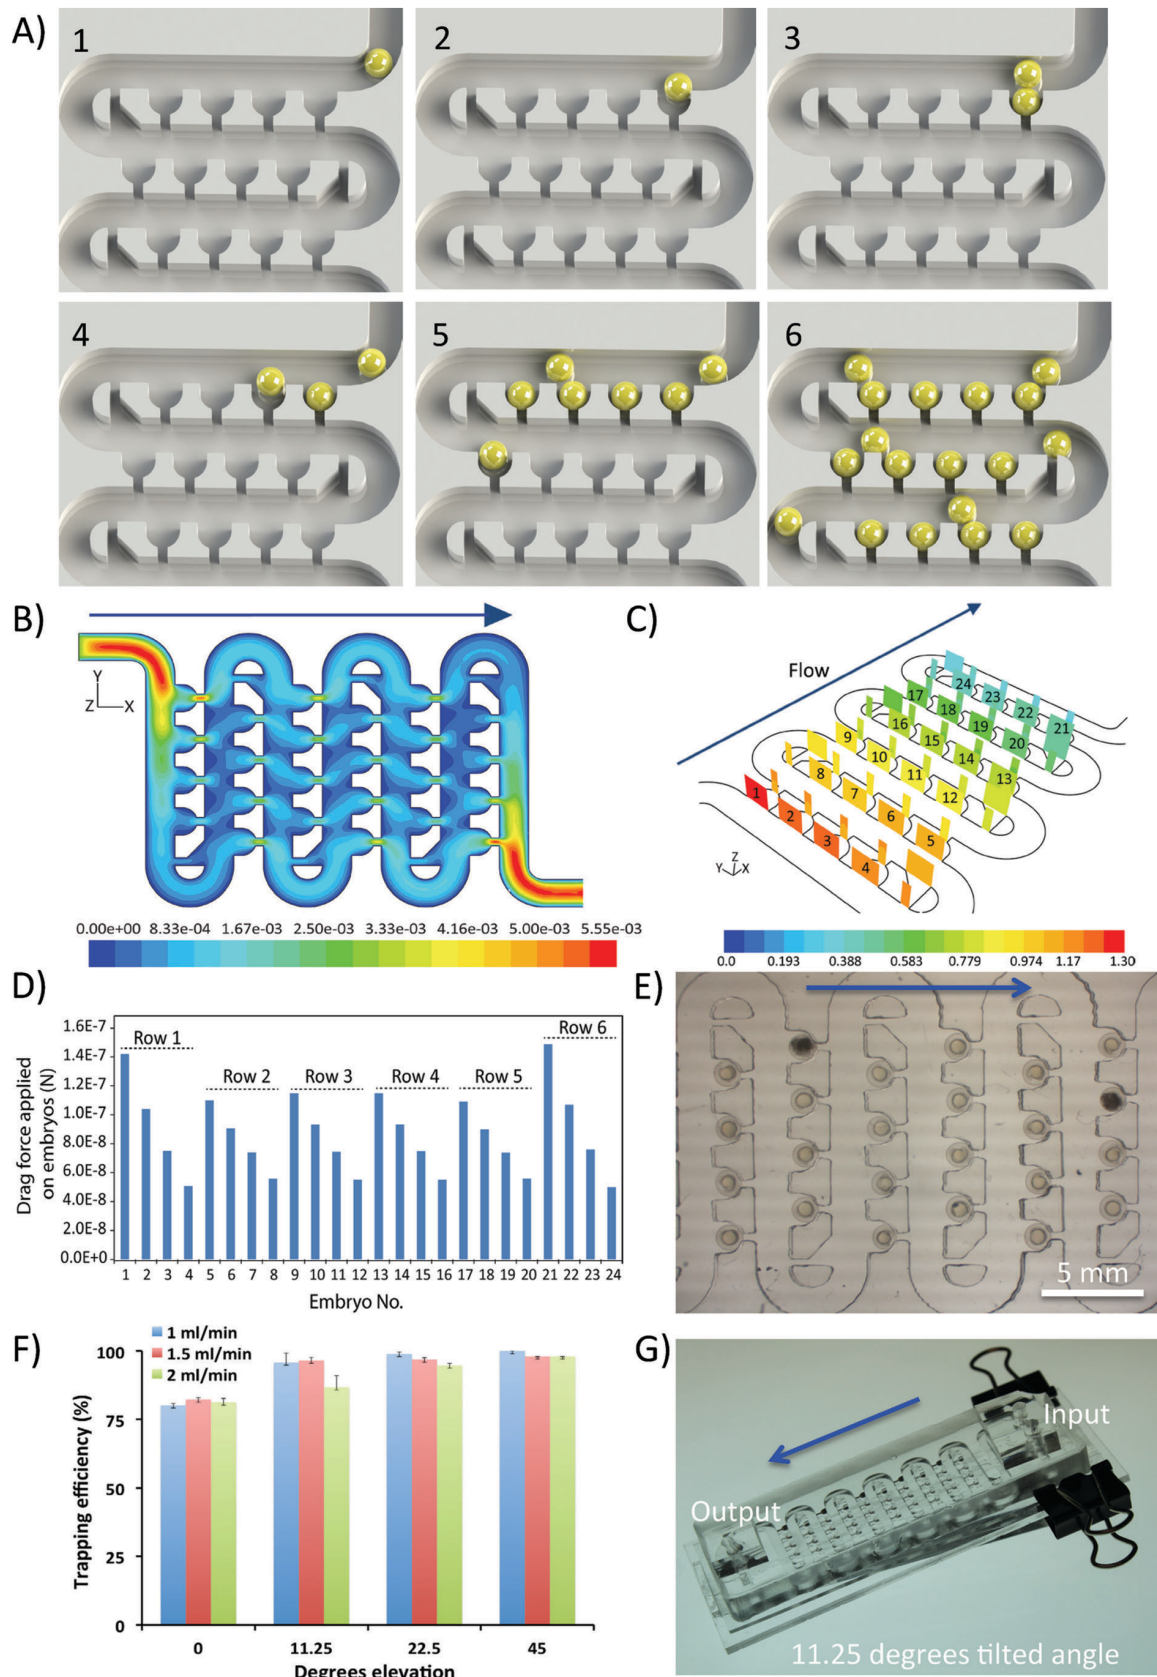 A)
1
2
3
4
5
6
B)
Y
Z
X
0.00e+00 8.33e-04 1.67e-03 2.50e-03 3.33e-03 4.16e-03 5.00e-03 5.55e-03
C)
Flow
24
23
22
21
17
18
19
20
16
15
14
13
9
10
11
12
8
7
6
5
1
2
3
4
Z
Y
X
0.0 0.193 0.388 0.583 0.779 0.974 1.17 1.30
D)
Drag force applied
on embryos (N)
1.6E-7
1.4E-7
1.2E-7
1.0E-7
8.0E-8
6.0E-8
4.0E-8
2.0E-8
0.0E+0
Row 1
Row 2
Row 3
Row 4
Row 5
Row 6
1 2 3 4 5 6 7 8 9 10 11 12 13 14 15 16 17 18 19 20 21 22 23 24
Embryo No.
E)
5 mm
F)
1 ml/min
1.5 ml/min
2 ml/min
Trapping efficiency (%)
100
75
50
25
0
0 11.25 22.5 45
Degrees elevation
G)
Input
Output
11.25 degrees tilted angle